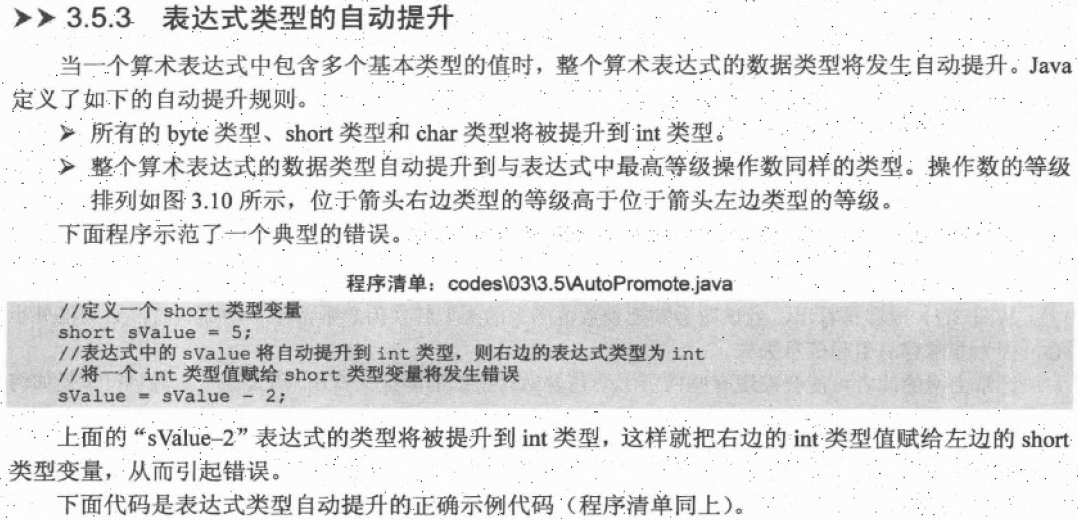 ➤➤ 3.5.3 表达式类型的自动提升
当一个算术表达式中包含多个基本类型的值时，整个算术表达式的数据类型将发生自动提升。Java
定义了如下的自动提升规则。
➢ 所有的 byte 类型、short 类型和 char 类型将被提升到 int 类型。
➢ 整个算术表达式的数据类型自动提升到与表达式中最高等级操作数同样的类型。操作数的等级
排列如图 3.10 所示，位于箭头右边类型的等级高于位于箭头左边类型的等级。
下面程序示范了一个典型的错误。
程序清单：codes\03\3.5\AutoPromote.java
//定义一个 short 类型变量
short sValue = 5;
//表达式中的 sValue 将自动提升到 int 类型，则右边的表达式类型为 int
//将一个 int 类型值赋给 short 类型变量将发生错误
sValue = sValue - 2;
上面的“sValue–2”表达式的类型将被提升到 int 类型，这样就把右边的 int 类型值赋给左边的 short
类型变量，从而引起错误。
下面代码是表达式类型自动提升的正确示例代码（程序清单同上）。